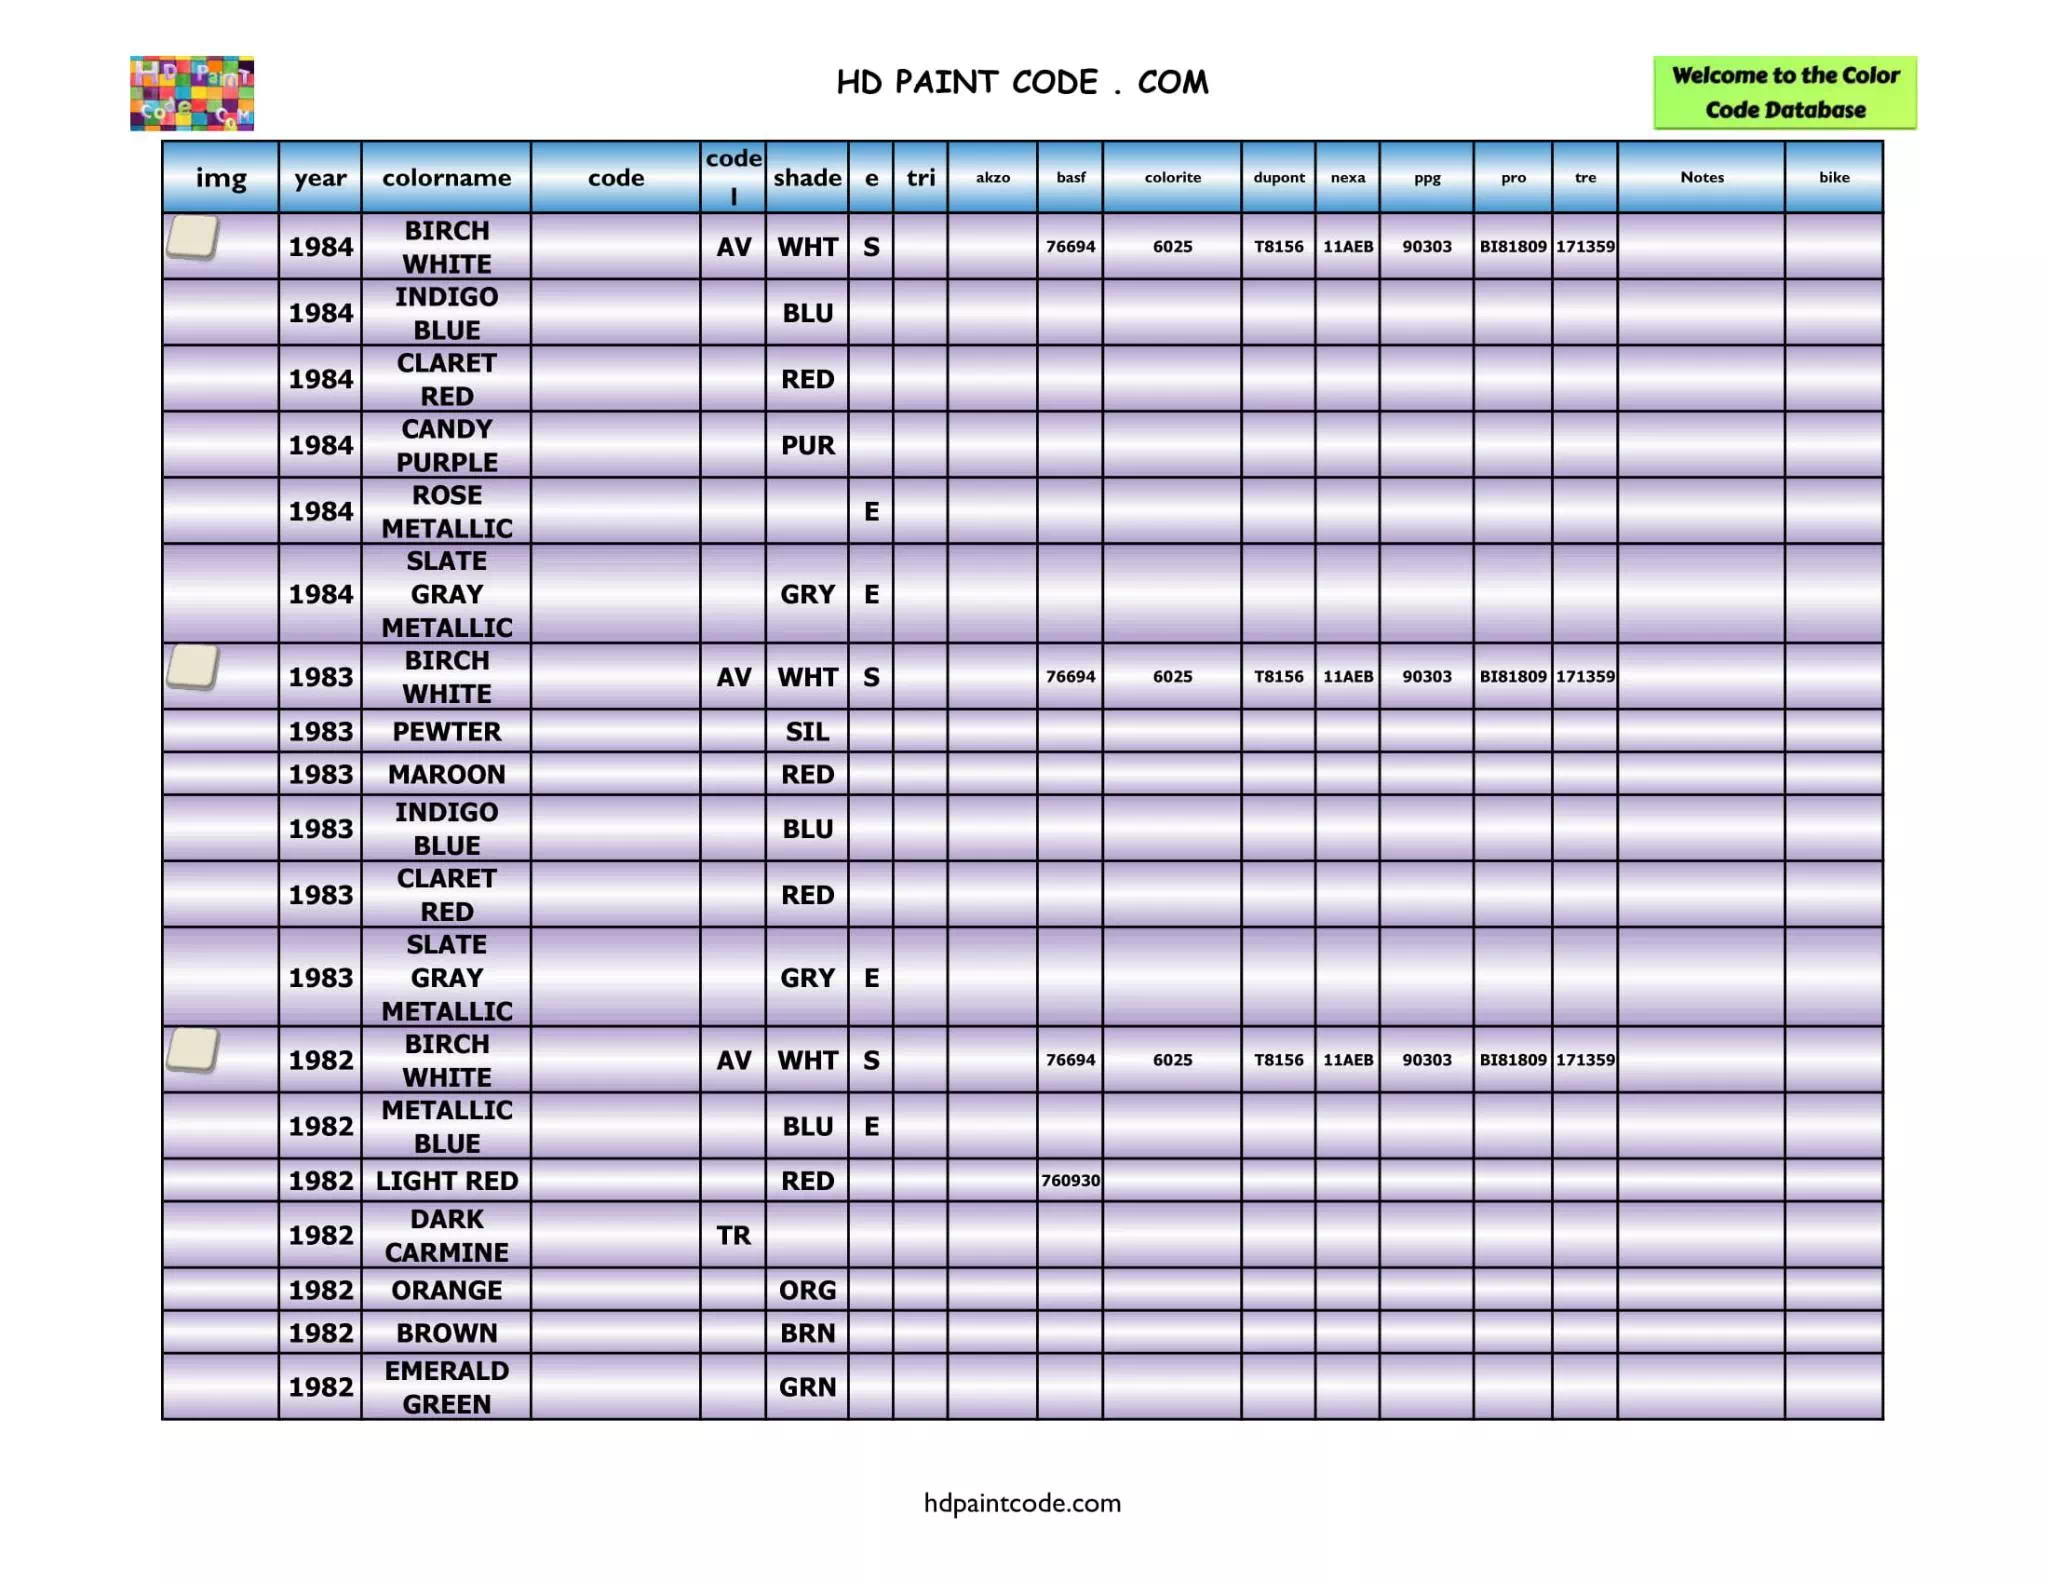 HD PainT
Code
CoM
HD PAINT CODE . COM
Welcome to the Color
Code Database
img year colorname code code l shade e tri akzo basf colorite dupont nexa ppg pro tre Notes bike
1984 BIRCH WHITE AV WHT S 76694 6025 T8156 11AEB 90303 BI81809 171359
1984 INDIGO BLUE BLU
1984 CLARET RED RED
1984 CANDY PURPLE PUR
1984 ROSE METALLIC E
1984 SLATE GRAY METALLIC GRY E
1983 BIRCH WHITE AV WHT S 76694 6025 T8156 11AEB 90303 BI81809 171359
1983 PEWTER SIL
1983 MAROON RED
1983 INDIGO BLUE BLU
1983 CLARET RED RED
1983 SLATE GRAY METALLIC GRY E
1982 BIRCH WHITE AV WHT S 76694 6025 T8156 11AEB 90303 BI81809 171359
1982 METALLIC BLUE BLU E
1982 LIGHT RED RED 760930
1982 DARK CARMINE TR
1982 ORANGE ORG
1982 BROWN BRN
1982 EMERALD GREEN GRN
hdpaintcode.com